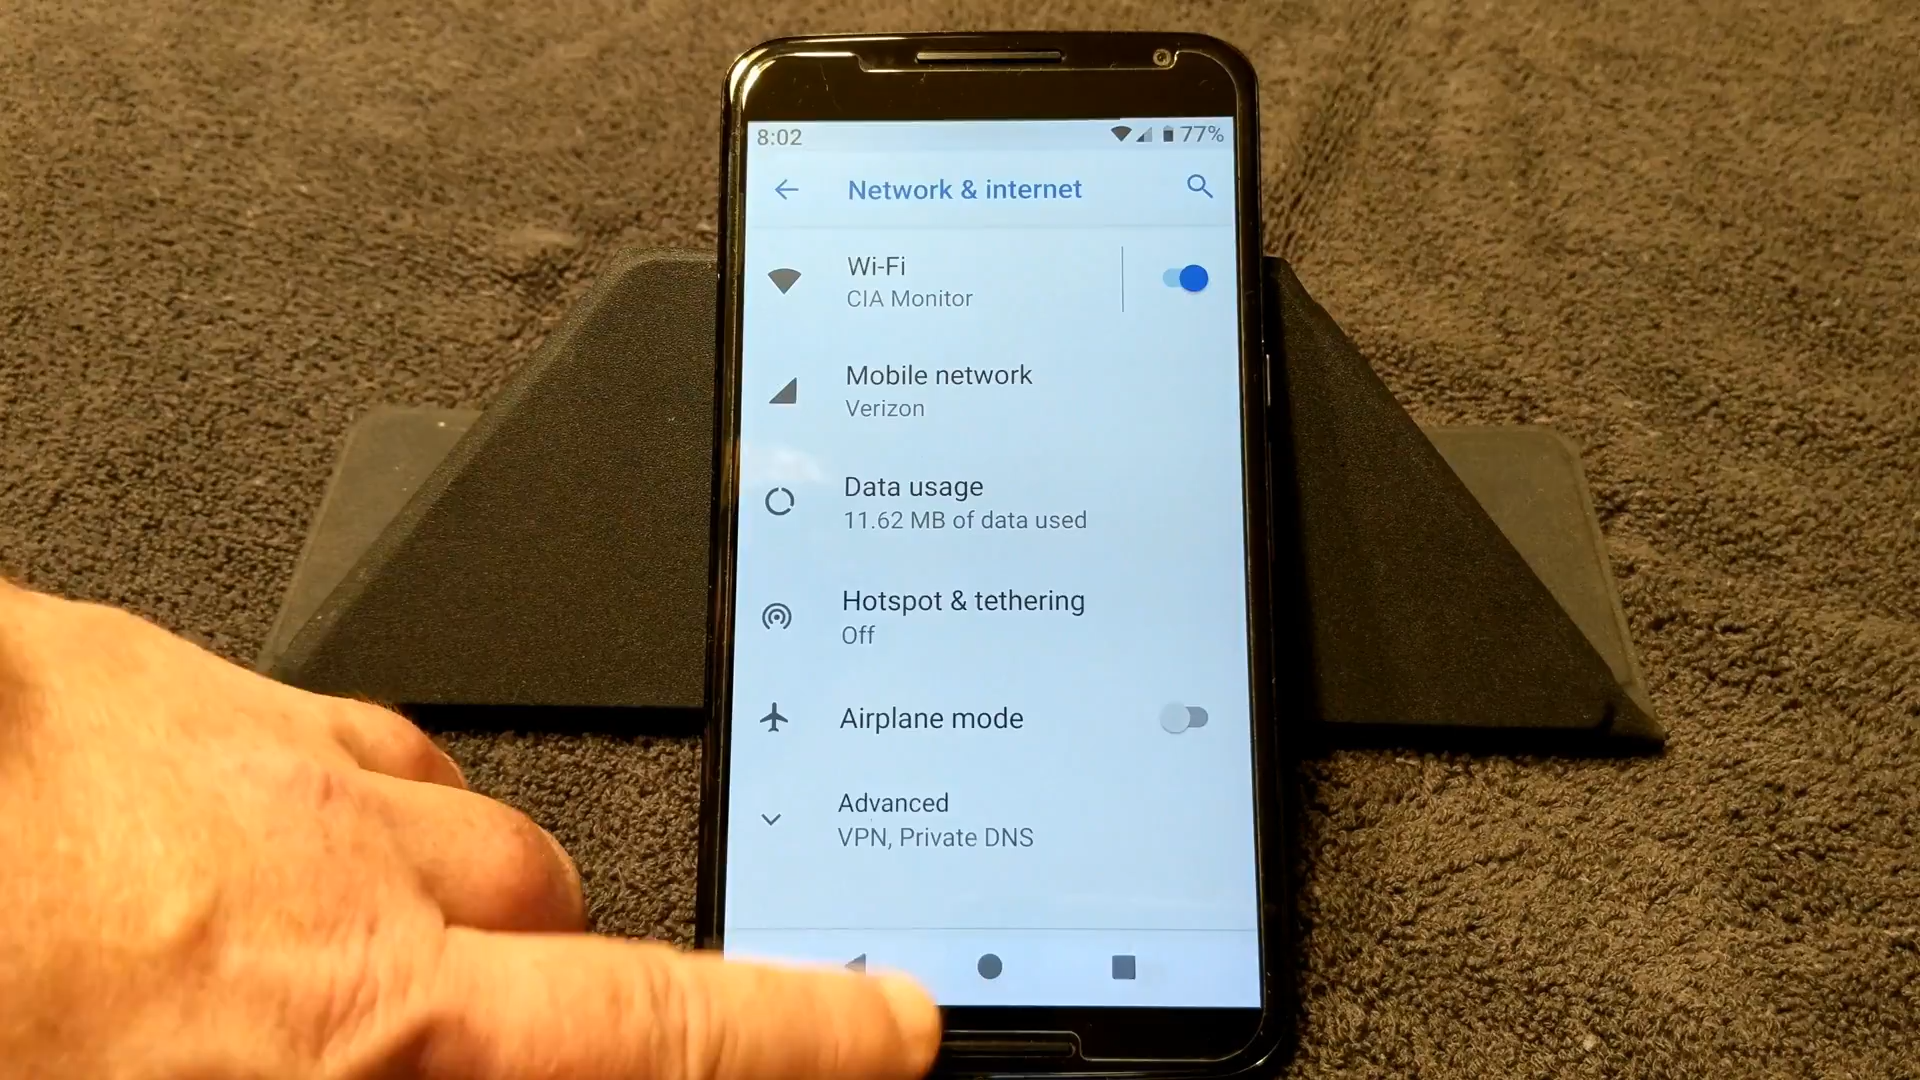 8:02
77%
Network & internet
Wi-Fi
CIA Monitor
Mobile network
Verizon
Data usage
11.62 MB of data used
Hotspot & tethering
Off
Airplane mode
Advanced
VPN, Private DNS